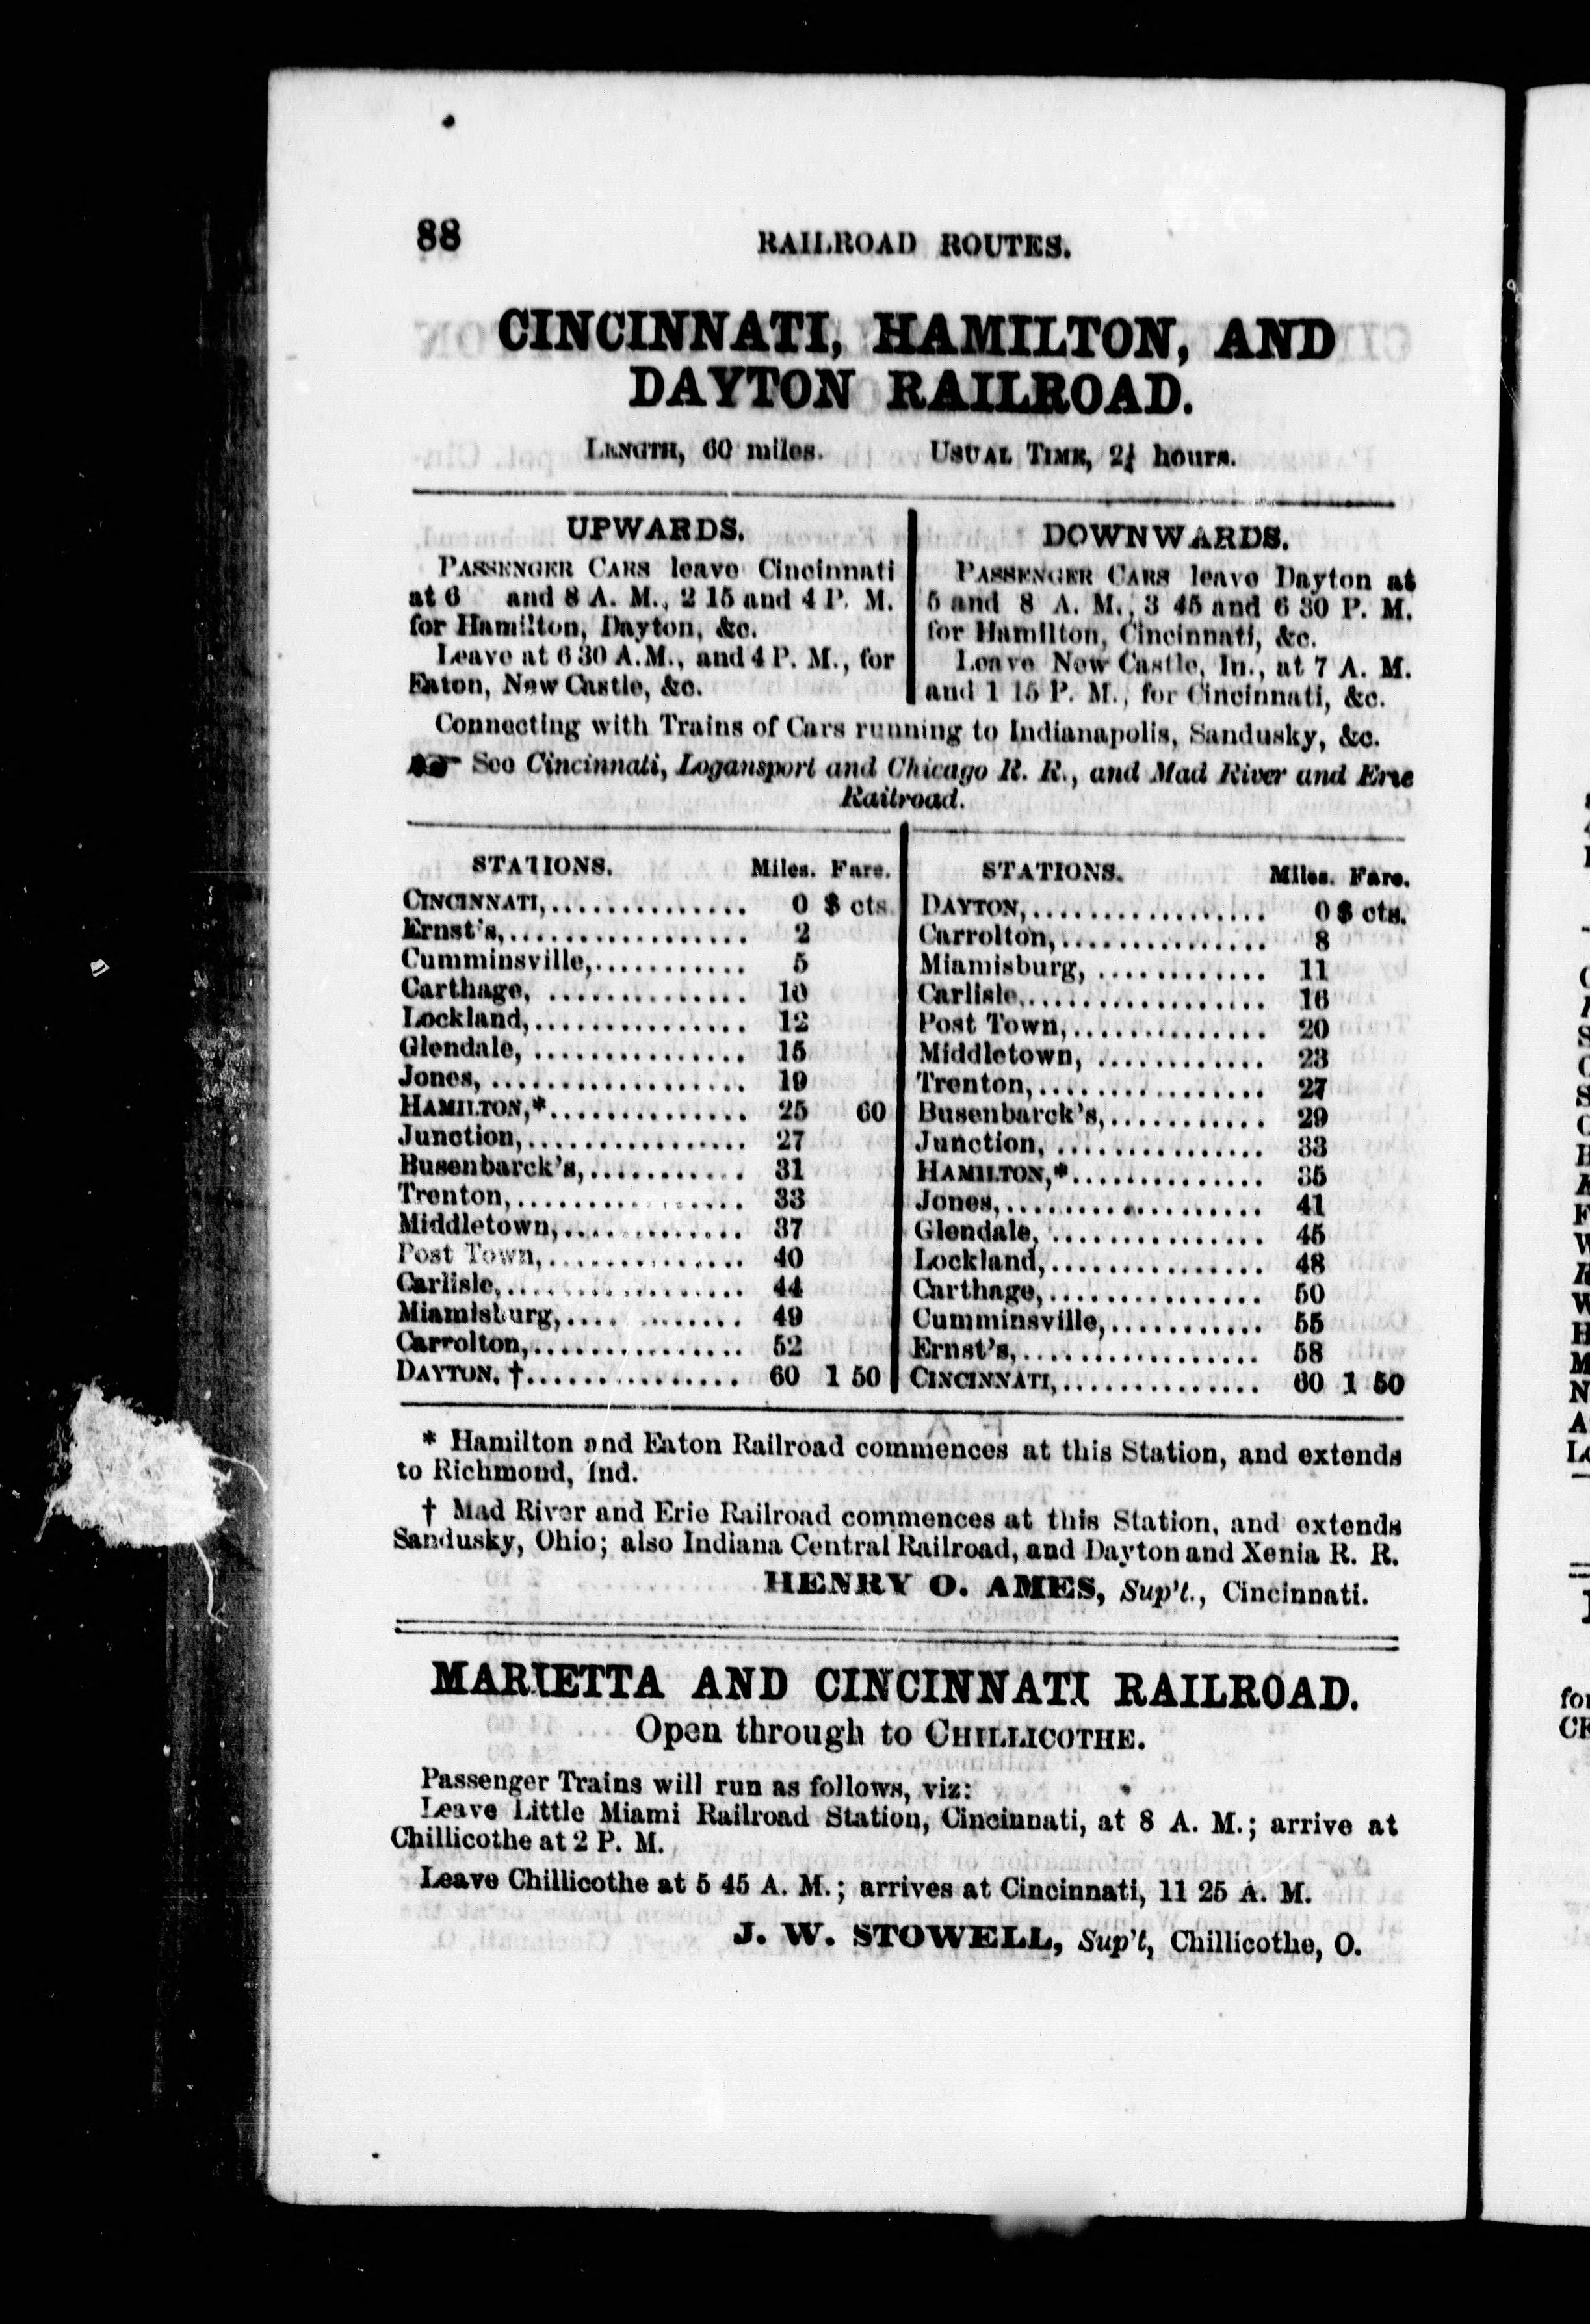 88
RAILROAD ROUTES.
CINCINNATI, HAMILTON, AND
DAYTON RAILROAD.
LENGTH, 60 miles. USUAL TIME, 2½ hours.
UPWARDS.
PASSENGER CARS leave Cincinnati
at 6 and 8 A. M., 2 15 and 4 P. M.
for Hamilton, Dayton, &c.
Leave at 6 30 A.M., and 4 P. M., for
Eaton, New Castle, &c.
DOWNWARDS.
PASSENGER CARS leave Dayton at
5 and 8 A. M., 3 45 and 6 30 P. M.
for Hamilton, Cincinnati, &c.
Leave New Castle, In., at 7 A. M.
and 1 15 P. M., for Cincinnati, &c.
Connecting with Trains of Cars running to Indianapolis, Sandusky, &c.
☛ See Cincinnati, Logansport and Chicago R. R., and Mad River and Erie
Railroad.
STATIONS. Miles. Fare.
CINCINNATI,............... 0 $ cts.
Ernst's,.................. 2
Cumminsville,........... 5
Carthage, ............... 10
Lockland,................ 12
Glendale, ................ 15
Jones, ................... 19
HAMILTON,*.............. 25 60
Junction,................. 27
Busenbarck's,............ 31
Trenton,.................. 33
Middletown,.............. 37
Post Town,............... 40
Carlisle,.................. 44
Miamisburg,............. 49
Carrolton,................ 52
DAYTON, †............... 60 1 50
STATIONS. Miles. Fare.
DAYTON,.................. 0 $ cts.
Carrolton,................ 8
Miamisburg, ............. 11
Carlisle,.................. 16
Post Town,............... 20
Middletown, ............. 23
Trenton,.................. 27
Busenbarck's,............ 29
Junction, ................ 33
HAMILTON,*.............. 35
Jones,.................... 41
Glendale, ................ 45
Lockland,................ 48
Carthage,................ 50
Cumminsville,........... 55
Ernst's,.................. 58
CINCINNATI,............... 60 1 50
* Hamilton and Eaton Railroad commences at this Station, and extends
to Richmond, Ind.
† Mad River and Erie Railroad commences at this Station, and extends
Sandusky, Ohio; also Indiana Central Railroad, and Dayton and Xenia R. R.
HENRY O. AMES, Sup't., Cincinnati.
MARIETTA AND CINCINNATI RAILROAD.
Open through to CHILLICOTHE.
Passenger Trains will run as follows, viz:
Leave Little Miami Railroad Station, Cincinnati, at 8 A. M.; arrive at
Chillicothe at 2 P. M.
Leave Chillicothe at 5 45 A. M.; arrives at Cincinnati, 11 25 A. M.
J. W. STOWELL, Sup't, Chillicothe, O.